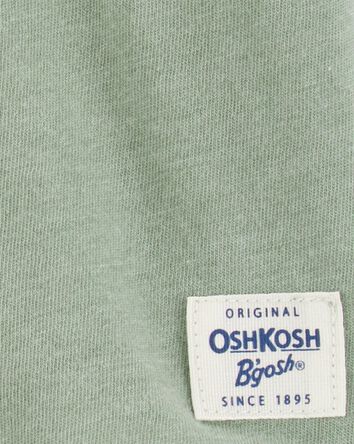 ORIGINAL
OSHKOSH
B'gosh®
SINCE 1895